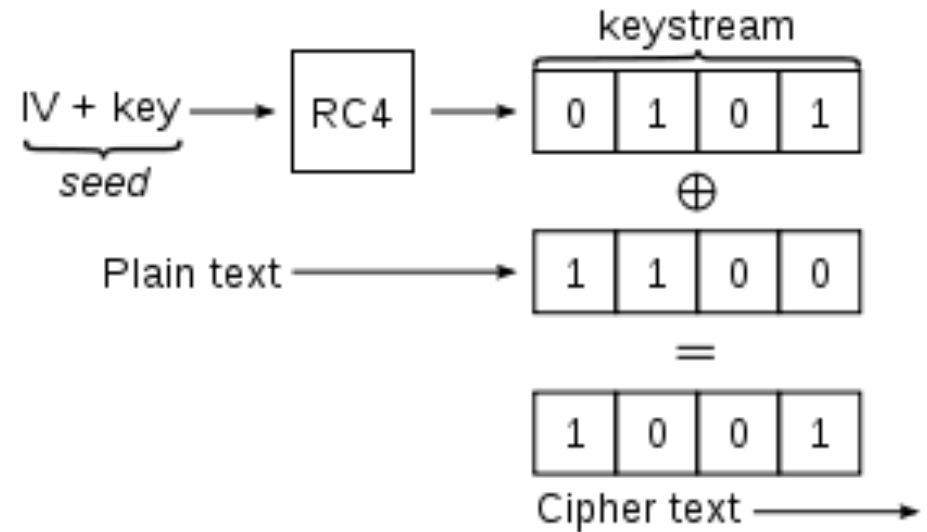 keystream
IV + key
RC4
0 1 0 1
seed
⊕
Plain text
1 1 0 0
=
1 0 0 1
Cipher text